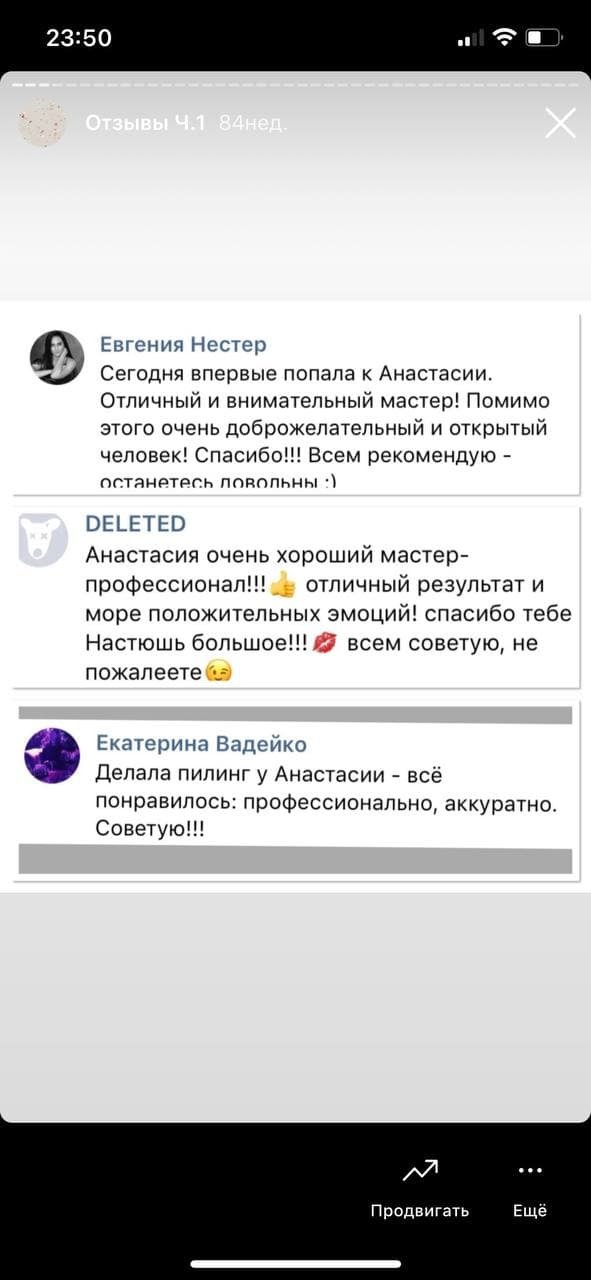 23:50
Отзывы Ч.1 84нед.
Евгения Нестер
Сегодня впервые попала к Анастасии.
Отличный и внимательный мастер! Помимо
этого очень доброжелательный и открытый
человек! Спасибо!!! Всем рекомендую -
останетесь довольны :)
DELETED
Анастасия очень хороший мастер-
профессионал!!!👍 отличный результат и
море положительных эмоций! спасибо тебе
Настюшь большое!!!💋 всем советую, не
пожалеете😉
Екатерина Вадейко
Делала пилинг у Анастасии - всё
понравилось: профессионально, аккуратно.
Советую!!!
Продвигать
Ещё